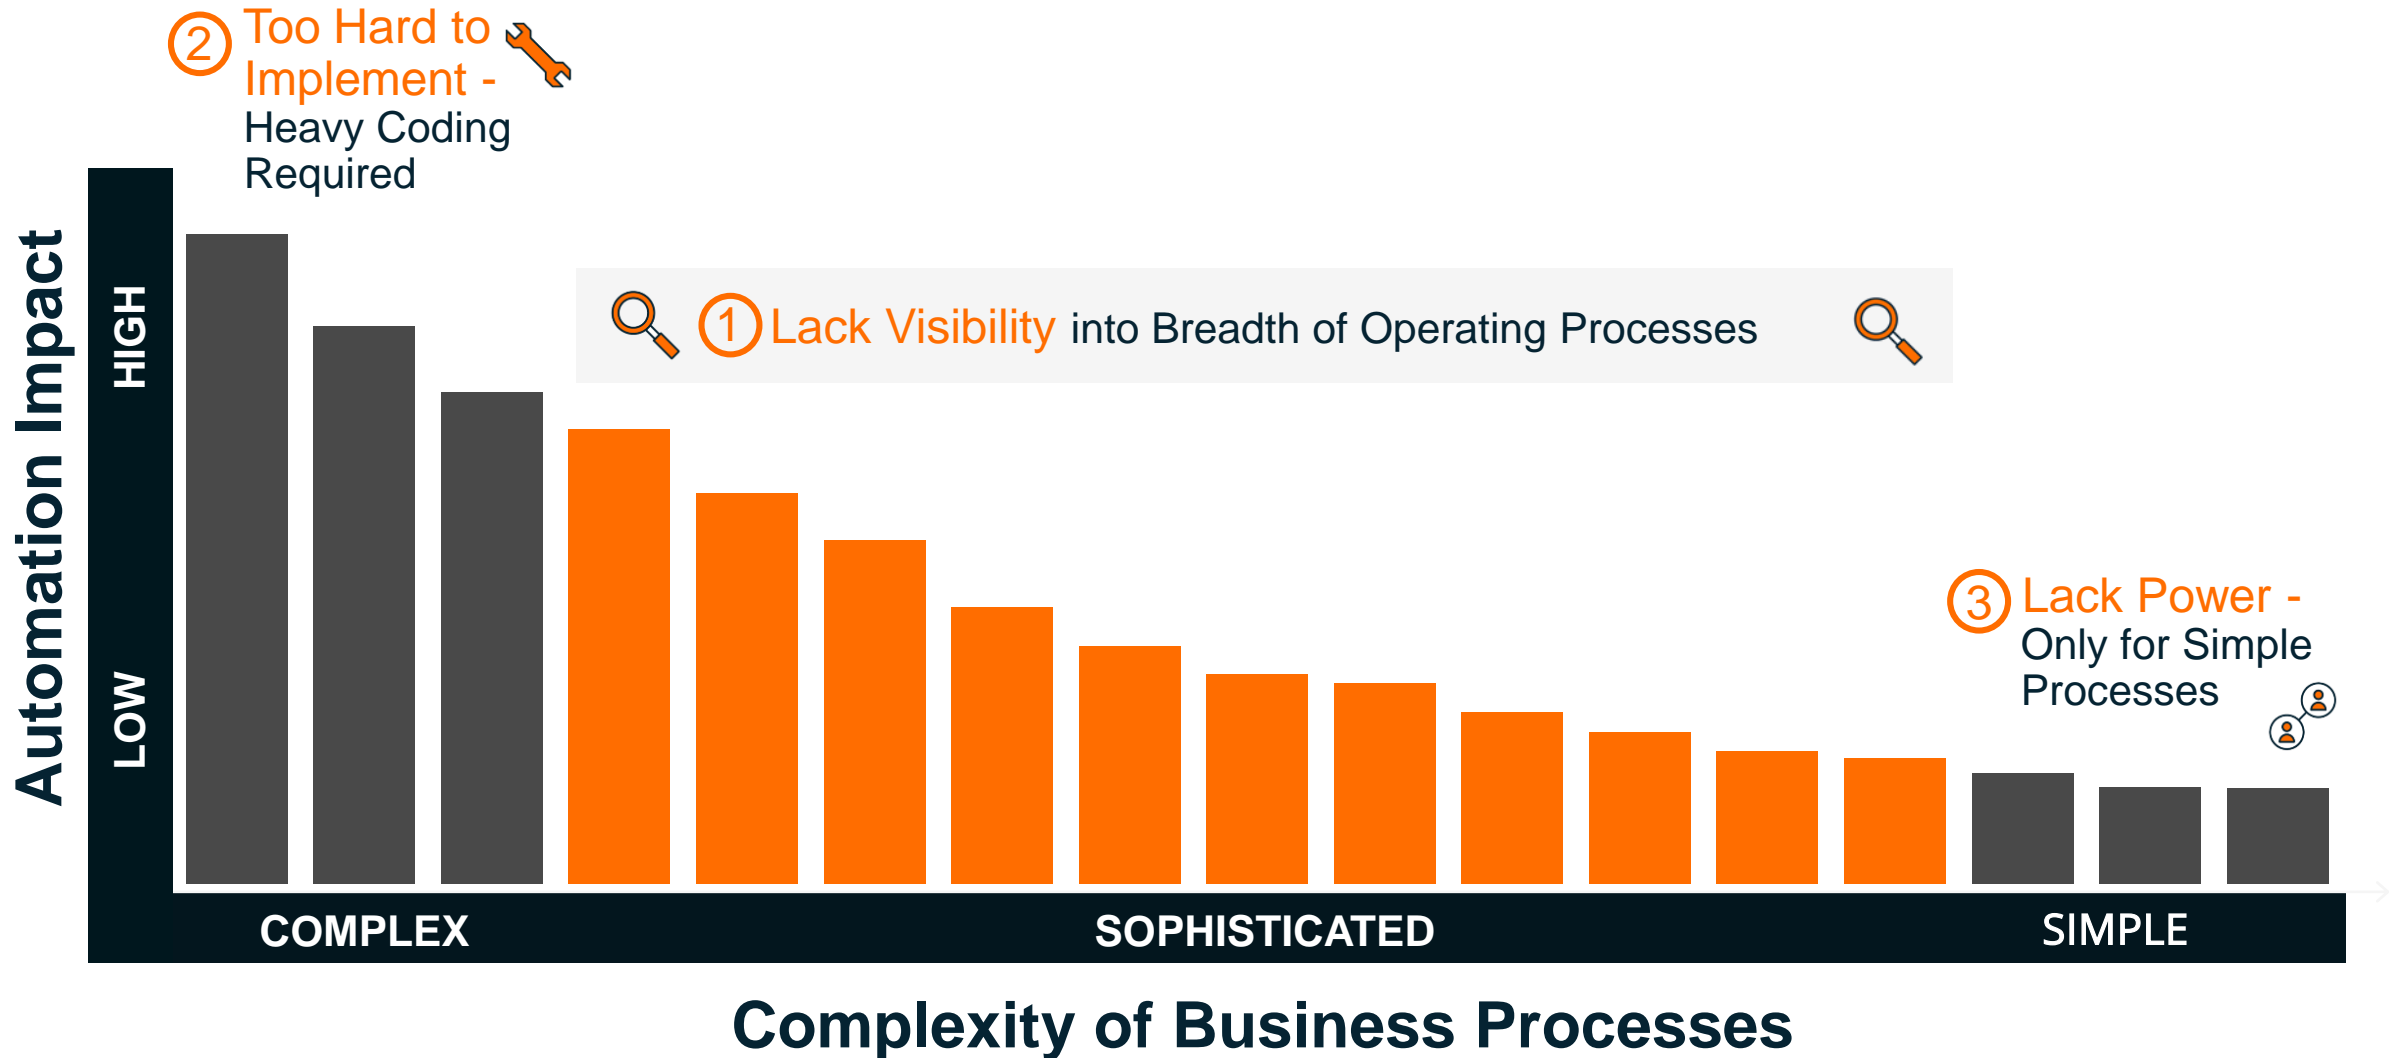 2 Too Hard to
Implement -
Heavy Coding
Required
1 Lack Visibility into Breadth of Operating Processes
3 Lack Power -
Only for Simple
Processes
Automation Impact
HIGH
LOW
COMPLEX
SOPHISTICATED
SIMPLE
Complexity of Business Processes